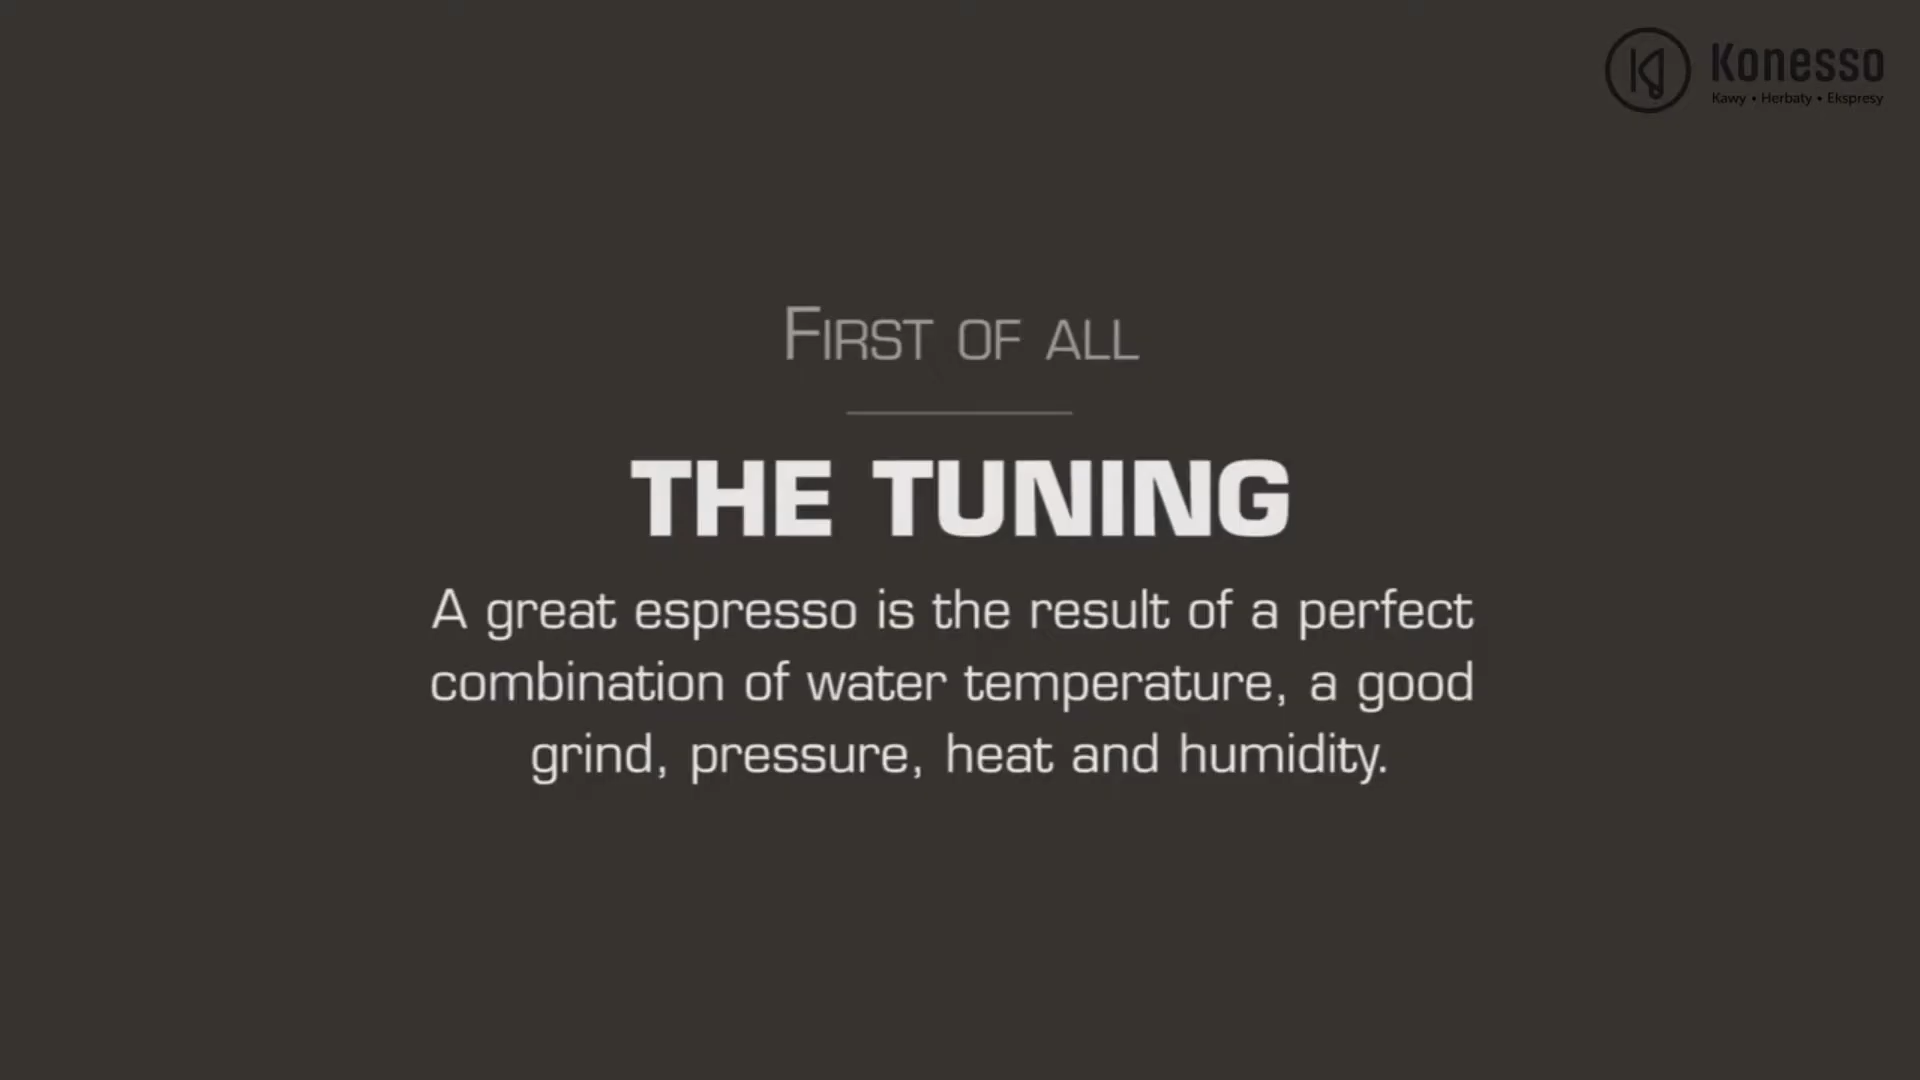 Konesso
Kawy • Herbaty • Ekspresy
First of all
THE TUNING
A great espresso is the result of a perfect
combination of water temperature, a good
grind, pressure, heat and humidity.